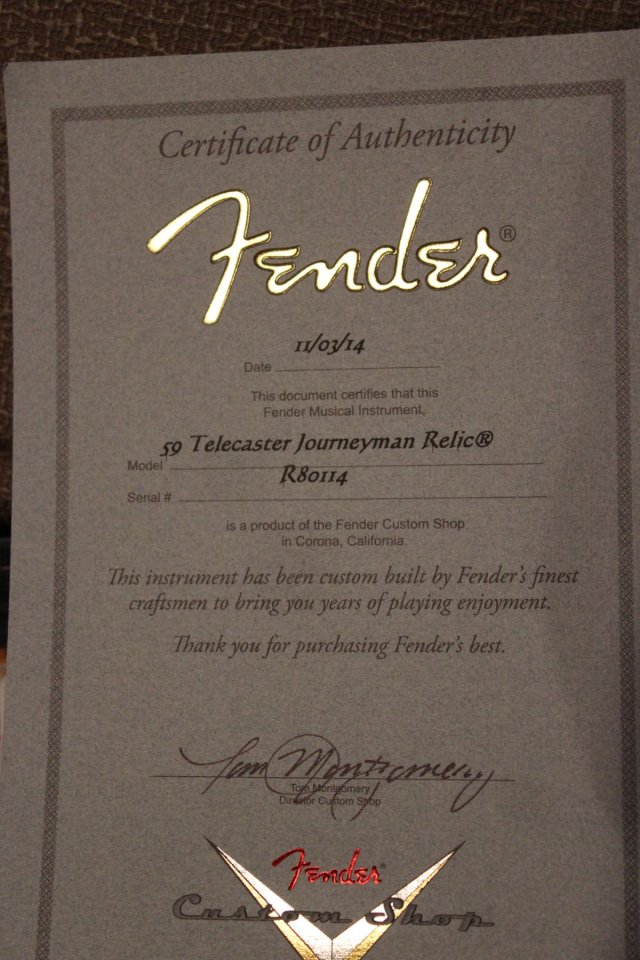 Certificate of Authenticity
Fender®
11/03/14
Date
This document certifies that this
Fender Musical Instrument,
59 Telecaster Journeyman Relic®
Model
R80114
Serial #
is a product of the Fender Custom Shop
in Corona, California.
This instrument has been custom built by Fender's finest
craftsmen to bring you years of playing enjoyment.
Thank you for purchasing Fender's best.
Tom Montgomery
Tom Montgomery
Director Custom Shop
Fender®
Custom Shop